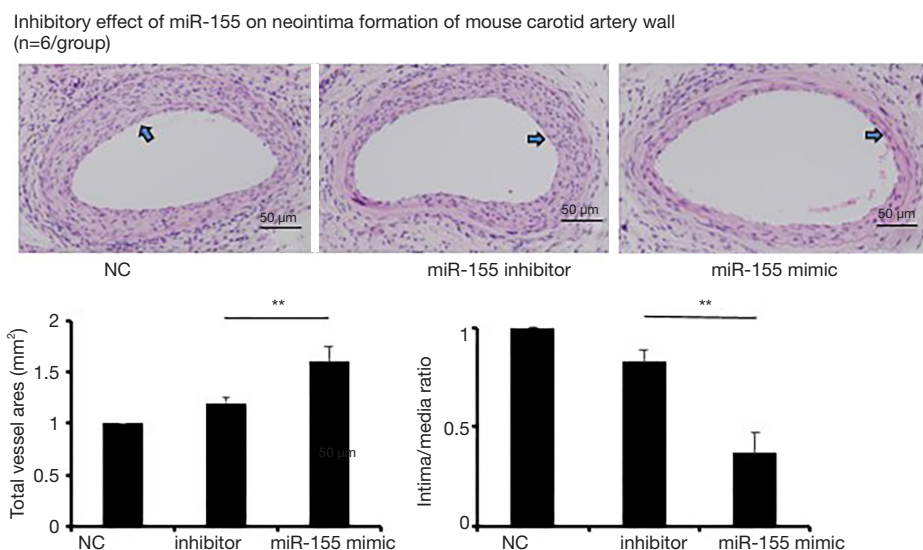 Inhibitory effect of miR-155 on neointima formation of mouse carotid artery wall
(n=6/group)
50 µm
50 µm
50 µm
NC
miR-155 inhibitor
miR-155 mimic
**
2
1.5
1
0.5
0
Total vessel ares (mm²)
50 µm
NC
inhibitor
miR-155 mimic
**
1
0.5
1
Intima/media ratio
NC
inhibitor
miR-155 mimic